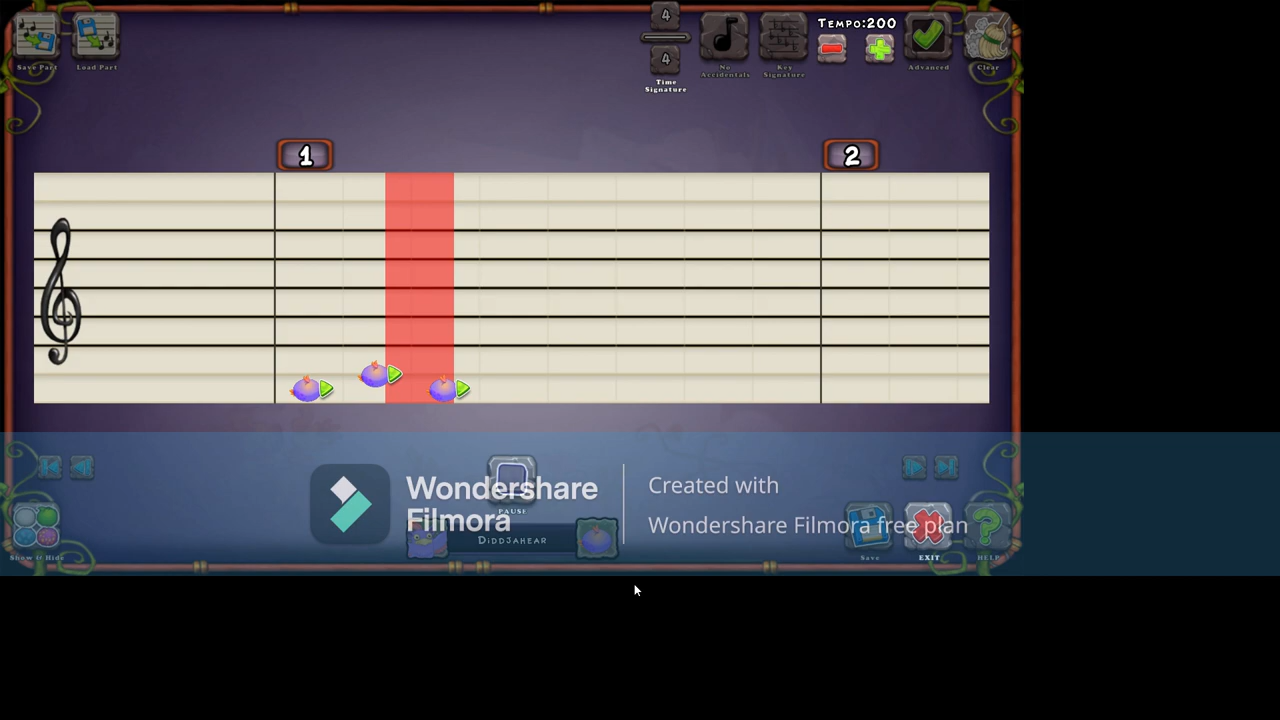 4
Tempo:200
4
Save Part
Load Part
Time
Signature
No
Accidentals
Key
Signature
Advanced
Clear
1
2
Wondershare
Filmora
Created with
Wondershare Filmora free plan
PAUSE
Diddjahear
Show & Hide
Save
EXIT
HELP